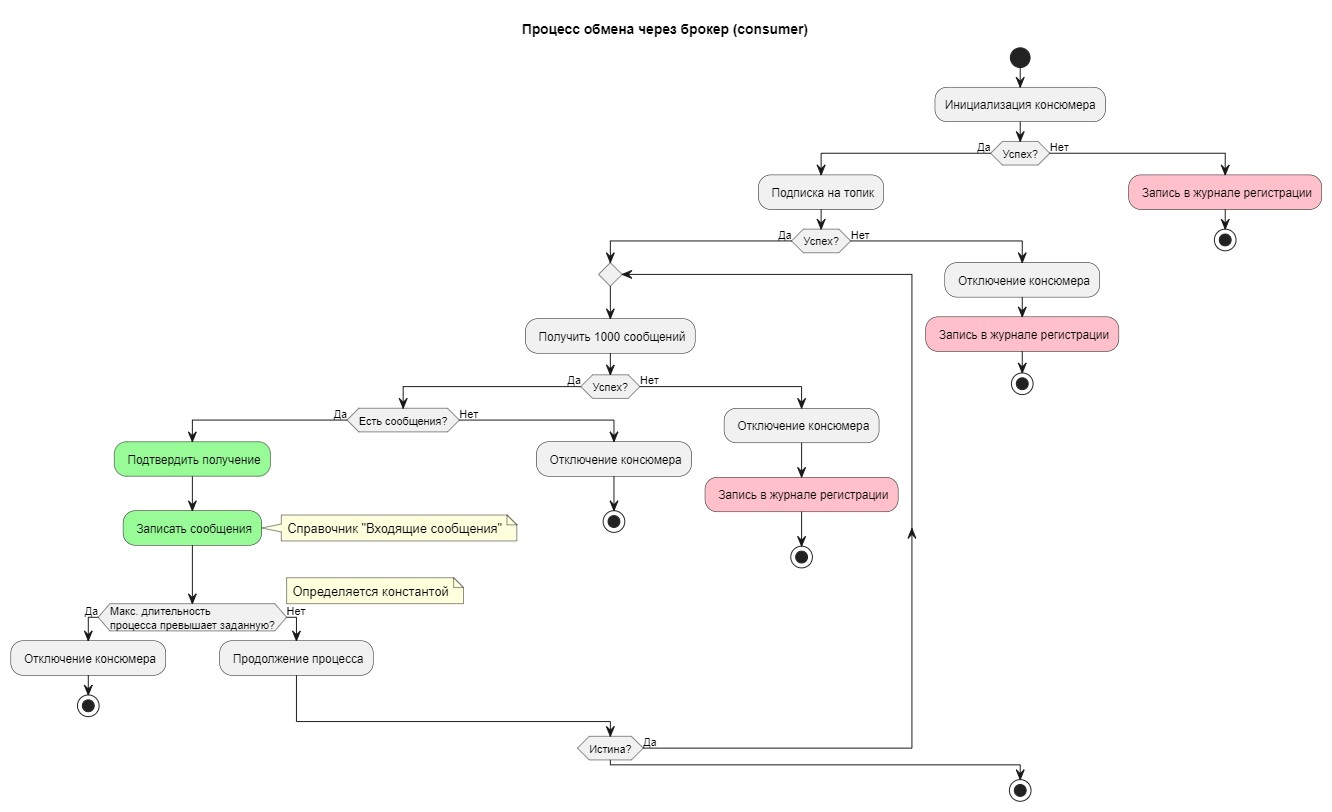 Процесс обмена через брокер (consumer)
Инициализация консюмера
Да
Успех?
Нет
Подписка на топик
Запись в журнале регистрации
Да
Успех?
Нет
Отключение консюмера
Запись в журнале регистрации
Получить 1000 сообщений
Да
Успех?
Нет
Да
Есть сообщения?
Нет
Отключение консюмера
Запись в журнале регистрации
Подтвердить получение
Отключение консюмера
Записать сообщения
Справочник "Входящие сообщения"
Определяется константой
Да
Макс. длительность
процесса превышает заданную?
Нет
Отключение консюмера
Продолжение процесса
Истина?
Да